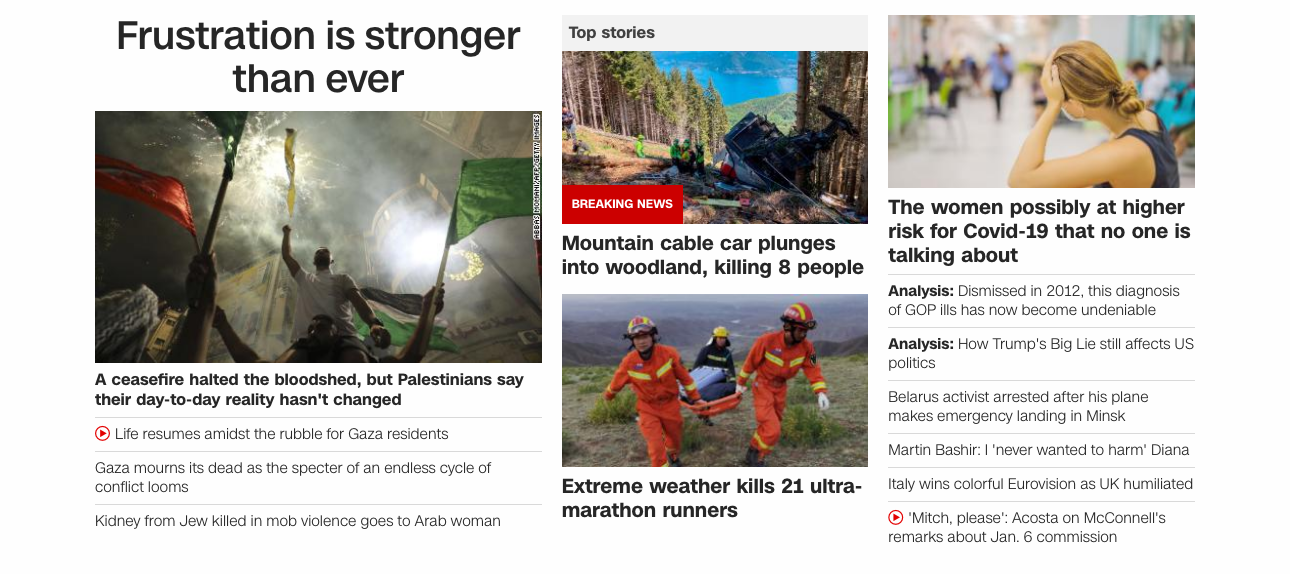 Frustration is stronger
than ever
ABBAS MOMANI/AFP/GETTY IMAGES
A ceasefire halted the bloodshed, but Palestinians say
their day-to-day reality hasn't changed
Life resumes amidst the rubble for Gaza residents
Gaza mourns its dead as the specter of an endless cycle of
conflict looms
Kidney from Jew killed in mob violence goes to Arab woman
Top stories
BREAKING NEWS
Mountain cable car plunges
into woodland, killing 8 people
Extreme weather kills 21 ultra-
marathon runners
The women possibly at higher
risk for Covid-19 that no one is
talking about
Analysis: Dismissed in 2012, this diagnosis
of GOP ills has now become undeniable
Analysis: How Trump's Big Lie still affects US
politics
Belarus activist arrested after his plane
makes emergency landing in Minsk
Martin Bashir: I 'never wanted to harm' Diana
Italy wins colorful Eurovision as UK humiliated
'Mitch, please': Acosta on McConnell's
remarks about Jan. 6 commission